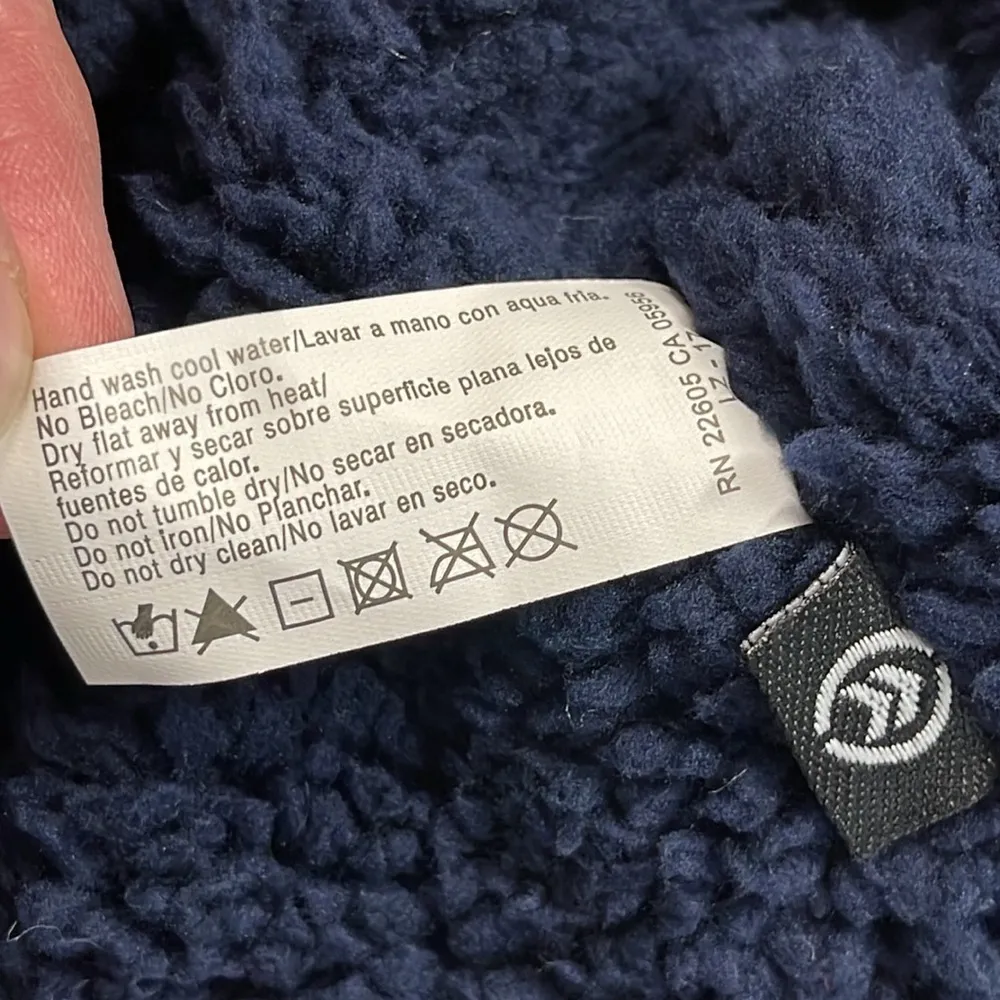 Hand wash cool water/Lavar a mano con aqua fria.
No Bleach/No Cloro.
Dry flat away from heat/
Reformar y secar sobre superficie plana lejos de
fuentes de calor.
Do not tumble dry/No secar en secadora.
Do not iron/No Planchar.
Do not dry clean/No lavar en seco.
RN 22605 CA 05956